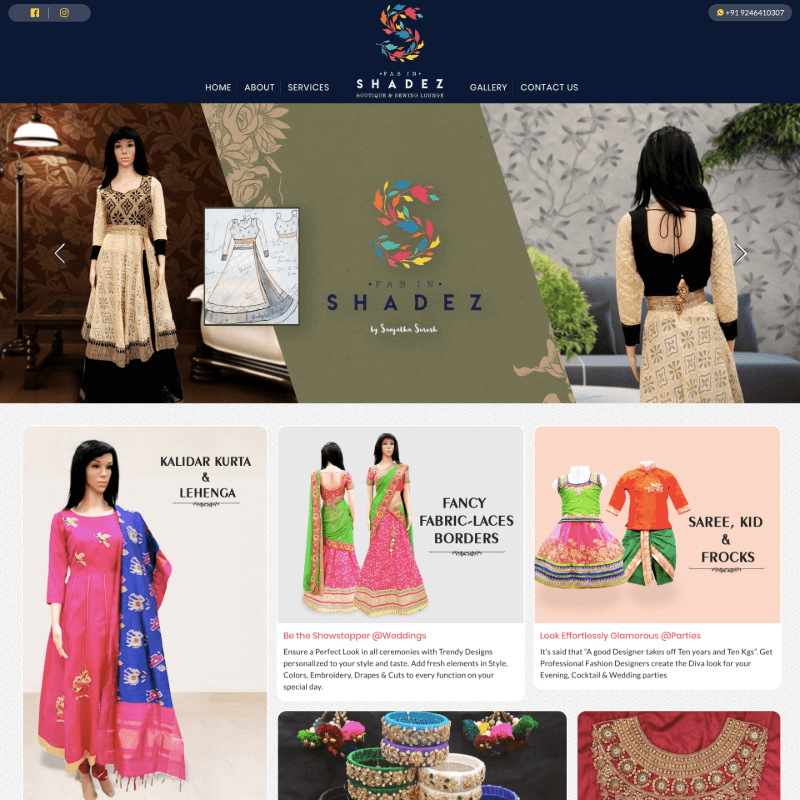 +91 9246410307
FAB IN
SHADEZ
BOUTIQUE & SEWING LOUNGE
HOME
ABOUT
SERVICES
GALLERY
CONTACT US
FAB IN
SHADEZ
by Sanjatha Suresh
KALIDAR KURTA
&
LEHENGA
FANCY
FABRIC-LACES
BORDERS
Be the Showstopper @Weddings
Ensure a Perfect Look in all ceremonies with Trendy Designs
personalized to your style and taste. Add fresh elements in Style,
Colors, Embroidery, Drapes & Cuts to every function on your
special day.
SAREE, KID
&
FROCKS
Look Effortlessly Glamorous @Parties
It's said that "A good Designer takes off Ten years and Ten Kgs". Get
Professional Fashion Designers create the Diva look for your
Evening, Cocktail & Wedding parties